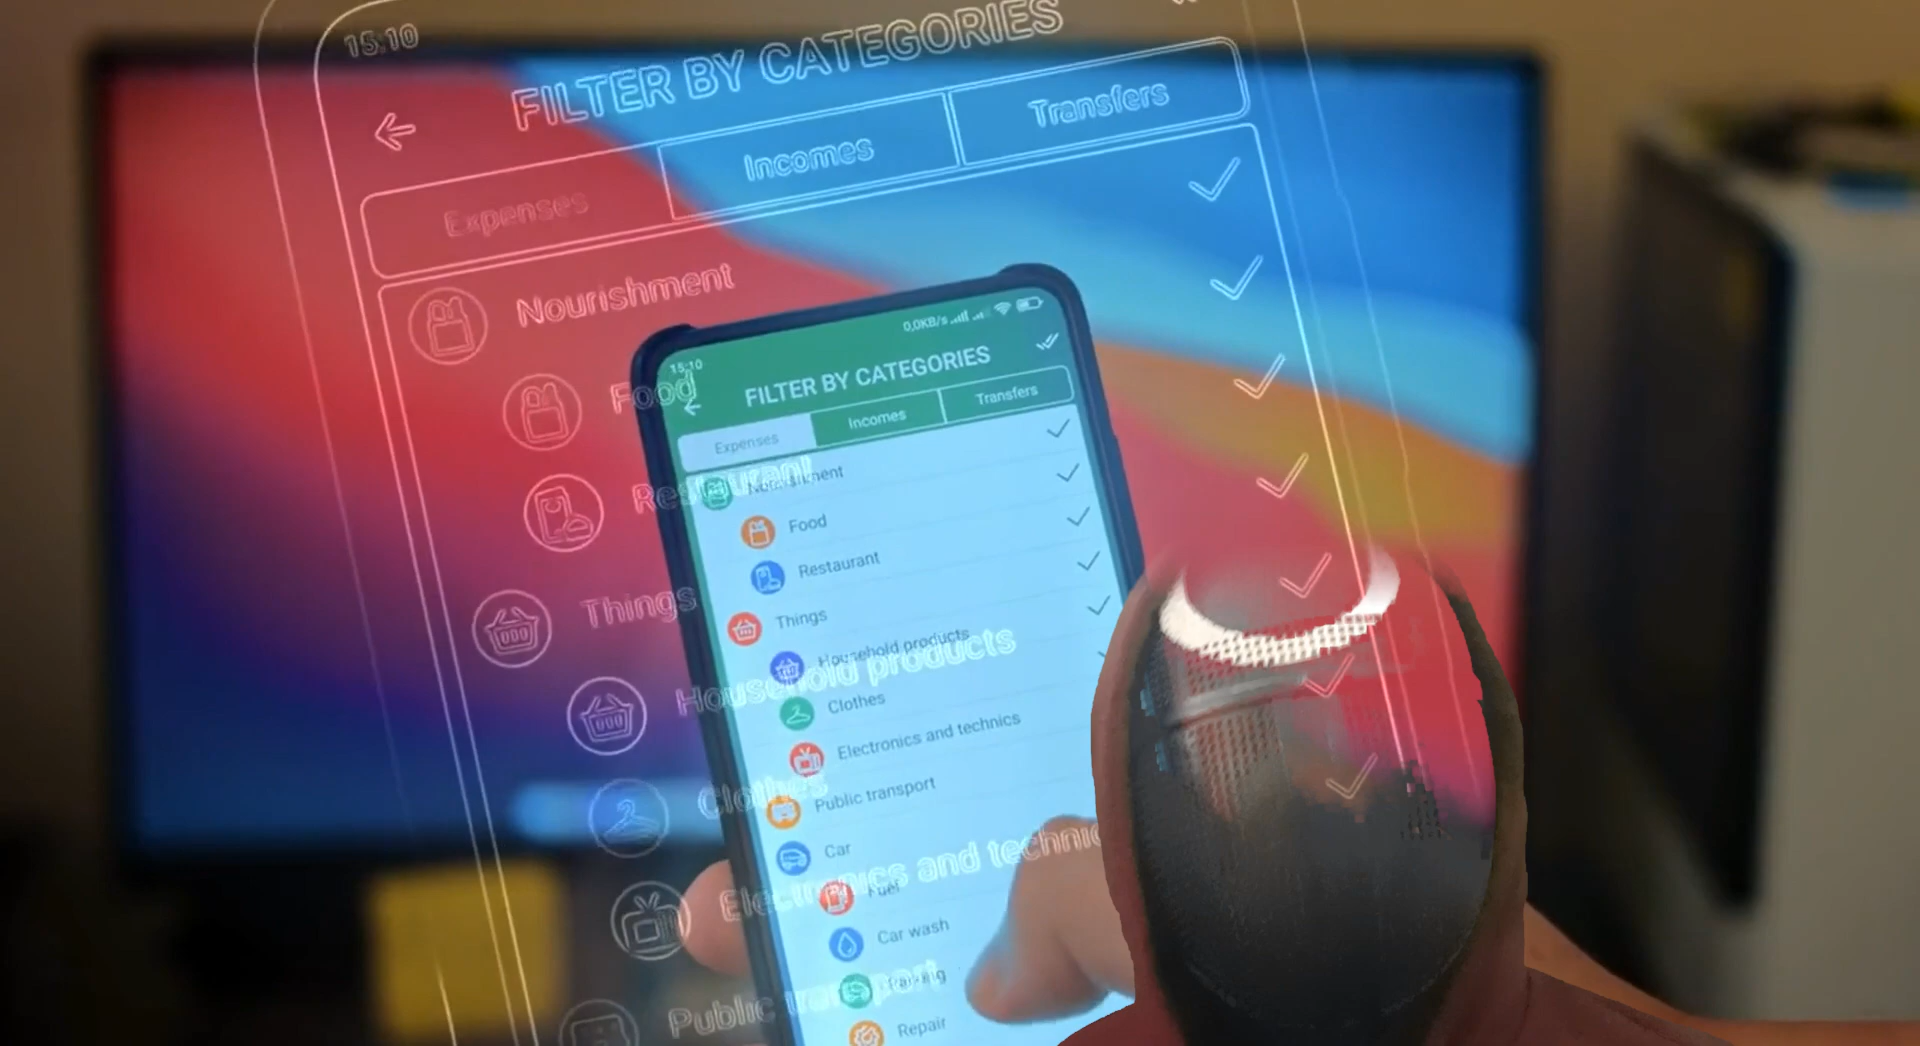 15:10
FILTER BY CATEGORIES
Expenses
Incomes
Transfers
Nourishment
Food
Restaurant
Things
Household products
Clothes
Electronics and technic
Public transport
0,0KB/s
15:10
FILTER BY CATEGORIES
Expenses
Incomes
Transfers
Nourishment
Food
Restaurant
Things
Household products
Clothes
Electronics and technics
Public transport
Car
Fuel
Car wash
Parking
Repair